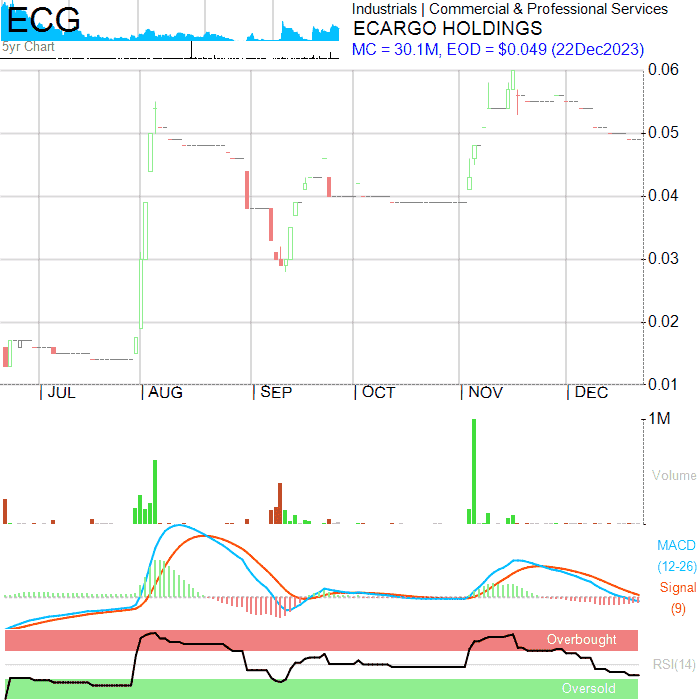 ECG
5yr Chart
Industrials | Commercial & Professional Services
ECARGO HOLDINGS
MC = 30.1M, EOD = $0.049 (22Dec2023)
0.06
0.05
0.04
0.03
0.02
0.01
JUL AUG SEP OCT NOV DEC
1M
Volume
MACD
(12-26)
Signal
(9)
Overbought
RSI(14)
Oversold